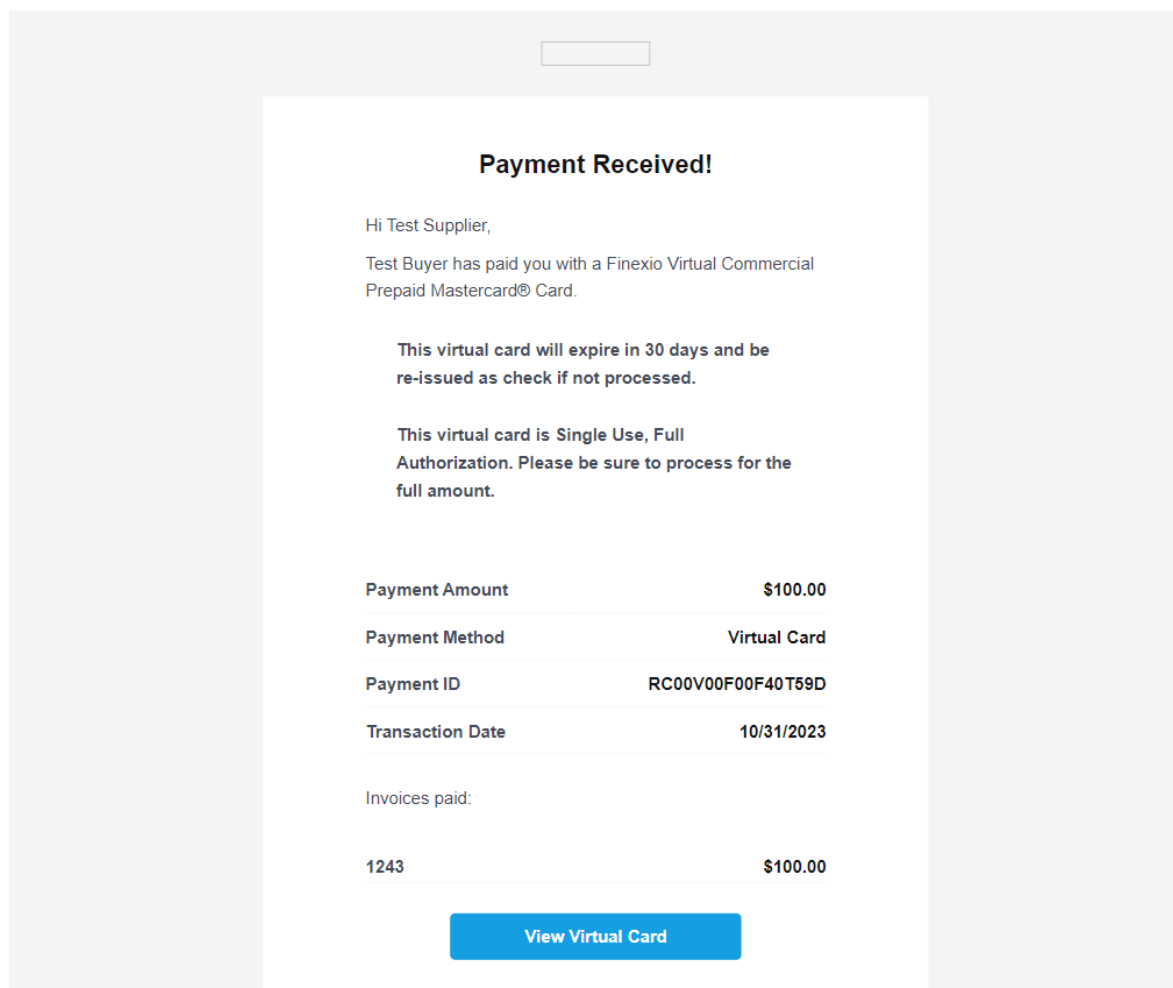 Payment Received!
Hi Test Supplier,
Test Buyer has paid you with a Finexio Virtual Commercial
Prepaid Mastercard® Card.
This virtual card will expire in 30 days and be
re-issued as check if not processed.
This virtual card is Single Use, Full
Authorization. Please be sure to process for the
full amount.
Payment Amount $100.00
Payment Method Virtual Card
Payment ID RC00V00F00F40T59D
Transaction Date 10/31/2023
Invoices paid:
1243 $100.00
View Virtual Card